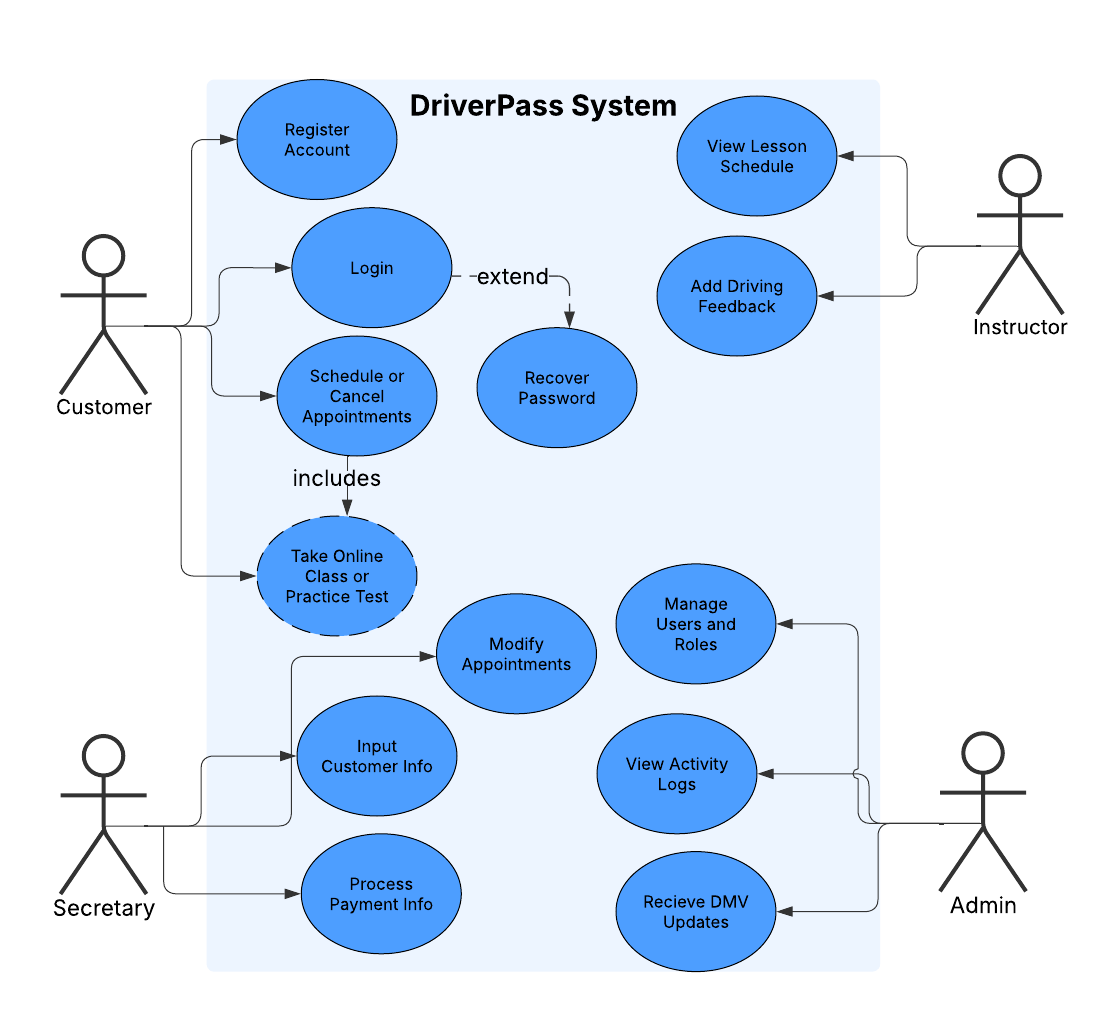 DriverPass System
Register
Account
View Lesson
Schedule
Login
extend
Add Driving
Feedback
Instructor
Customer
Schedule or
Cancel
Appointments
Recover
Password
includes
Take Online
Class or
Practice Test
Manage
Users and
Roles
Modify
Appointments
Input
Customer Info
View Activity
Logs
Secretary
Process
Payment Info
Recieve DMV
Updates
Admin